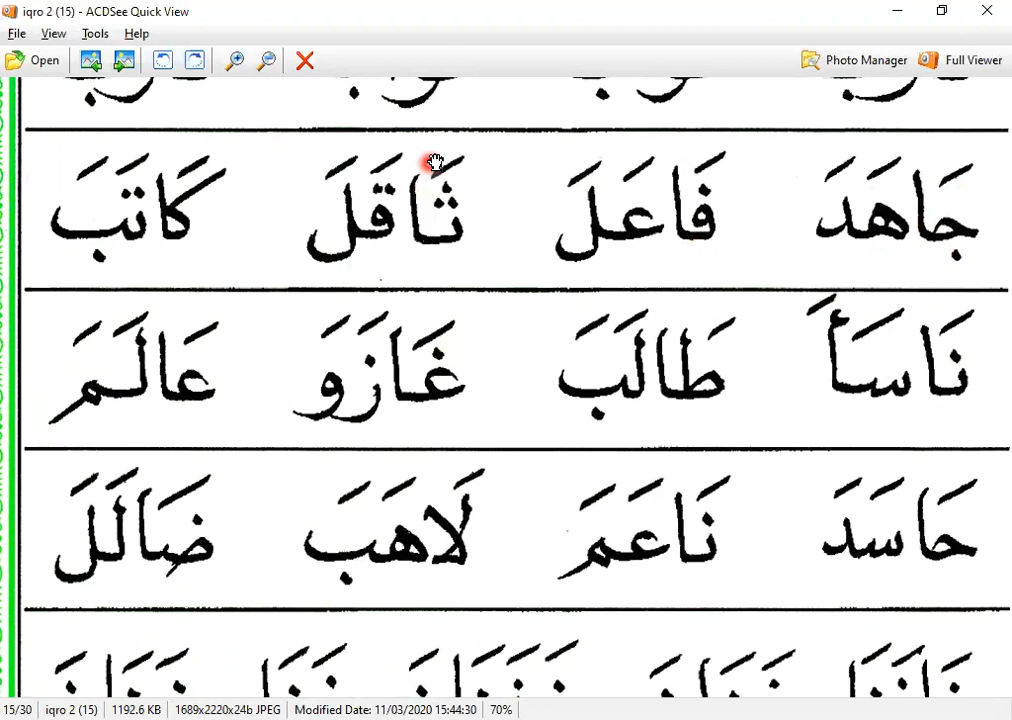 iqro 2 (15) - ACDSee Quick View
File View Tools Help
Open Photo Manager Full Viewer
جَاهَدَ فَاعَلَ ثَاقَلَ كَاتَبَ
نَاسَأَ طَالَبَ غَازَوَ عَالَمَ
حَاسَدَ نَاعَمَ لَاهَبَ ضَالَلَ
15/30 iqro 2 (15) 1192.6 KB 1689x2220x24b JPEG Modified Date: 11/03/2020 15:44:30 70%